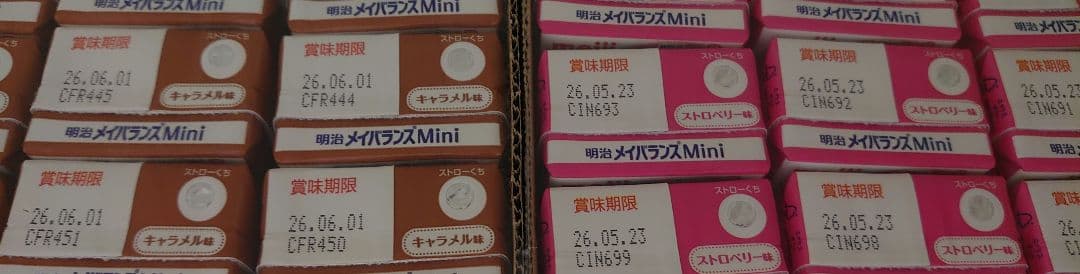 明治メイバランスMini
明治メイバランスMini
賞味期限
ストローくち
26.06.01
CFR445
キャラメル味
賞味期限
ストローくち
26.06.01
CFR444
キャラメル味
明治メイバランスMini
明治メイバランスMini
賞味期限
ストローくち
26.06.01
CFR451
キャラメル味
賞味期限
ストローくち
26.06.01
CFR450
キャラメル味
明治メイバランスMini
明治メイバランスMini
賞味期限
ストローくち
26.05.23
CIN693
ストロベリー味
賞味期限
ストローくち
26.05.23
CIN692
ストロベリー味
賞味期限
26.05.23
CIN691
明治メイバランスMini
明治メイバランスMini
賞味期限
ストローくち
26.05.23
CIN699
ストロベリー味
賞味期限
ストローくち
26.05.23
CIN698
ストロベリー味